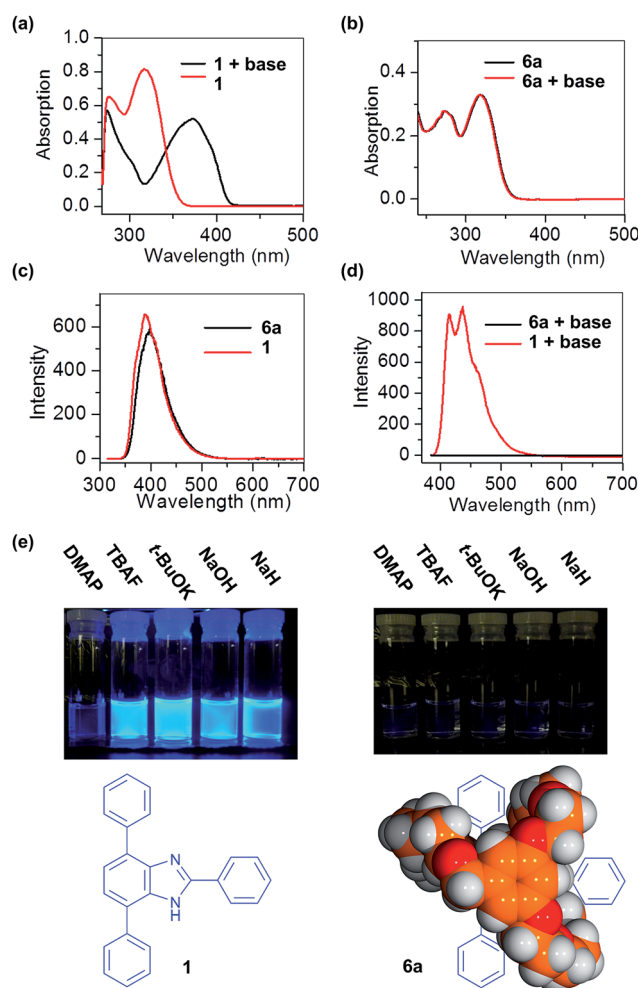 (a)
1 + base
1
Absorption
1.0
0.8
0.6
0.4
0.2
0.0
300
400
500
Wavelength (nm)
(b)
6a
6a + base
Absorption
0.4
0.2
0.0
300
400
500
Wavelength (nm)
(c)
6a
1
Intensity
600
400
200
0
300
400
500
600
700
Wavelength (nm)
(d)
6a + base
1 + base
Intensity
1000
800
600
400
200
0
400
500
600
700
Wavelength (nm)
(e)
DMAP
TBAF
t-BuOK
NaOH
NaH
DMAP
TBAF
t-BuOK
NaOH
NaH
N
N
H
1
6a